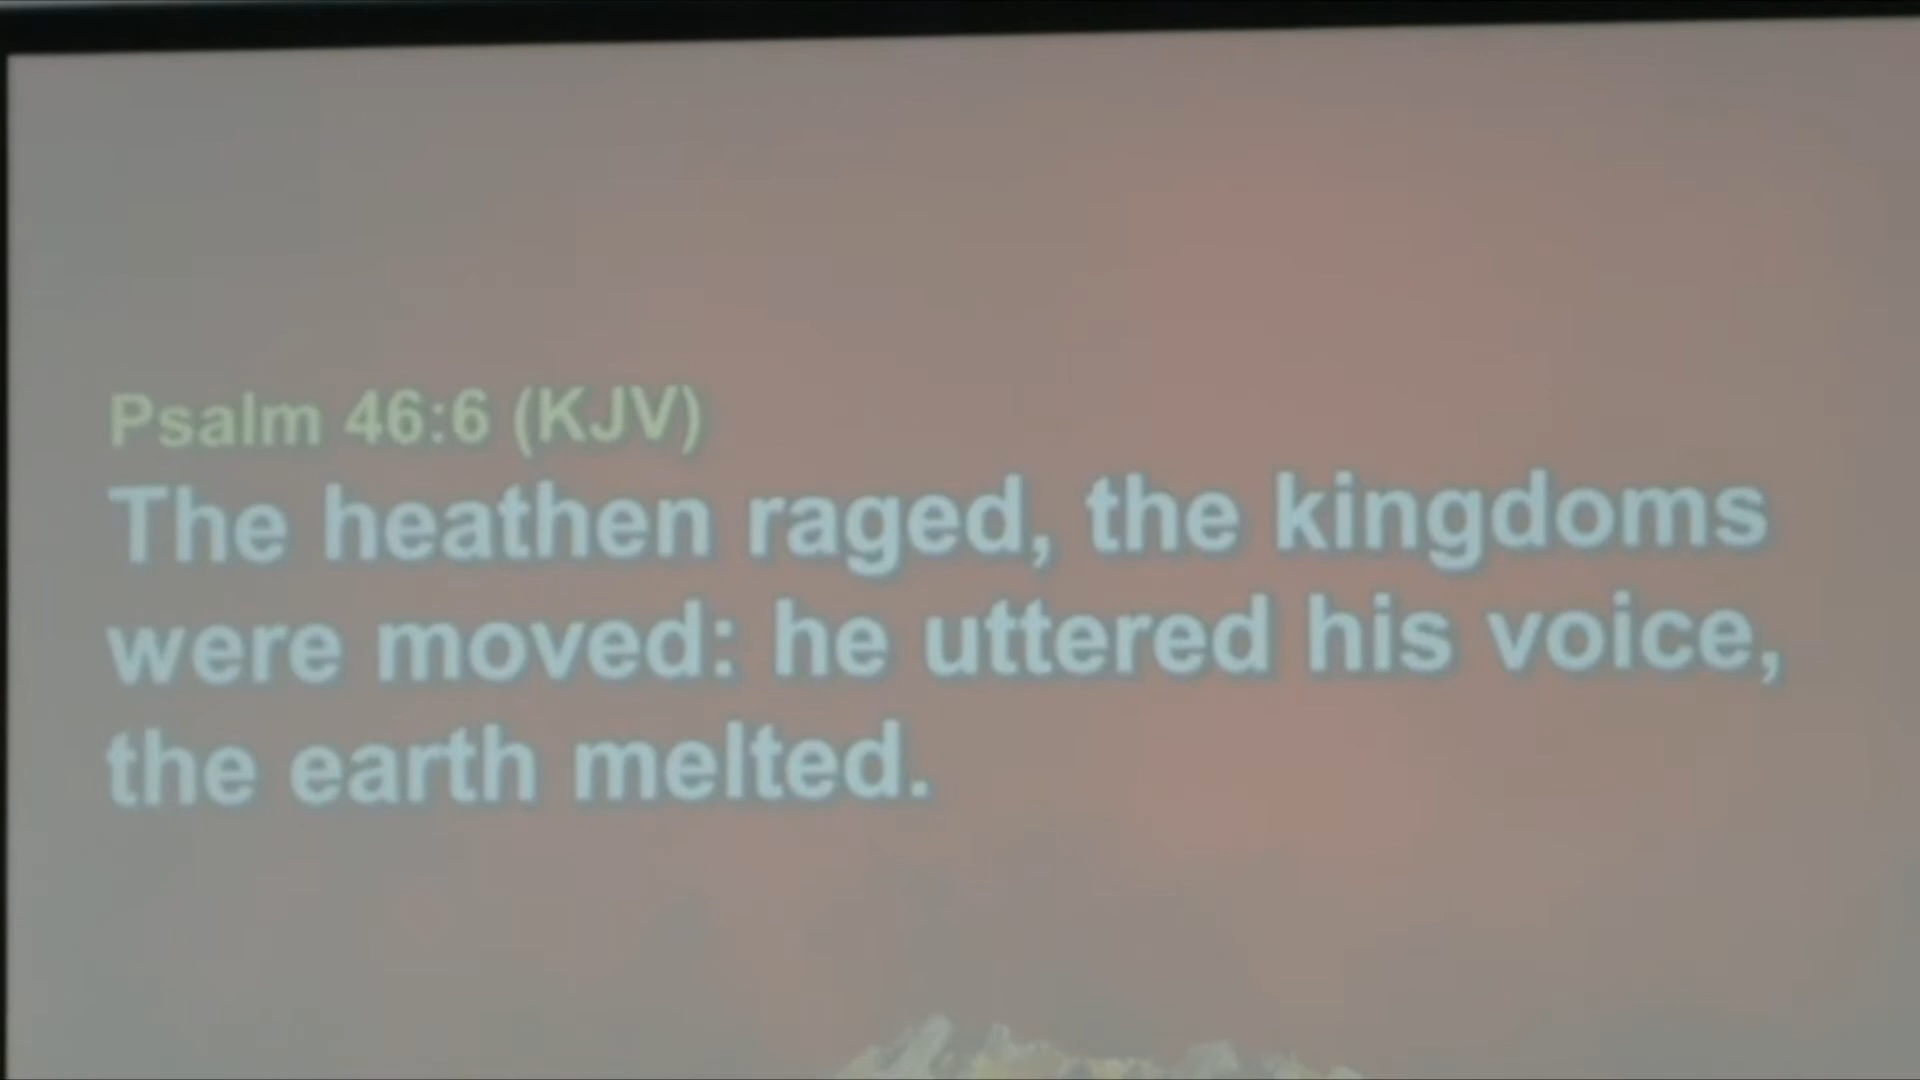 Psalm 46:6 (KJV)
The heathen raged, the kingdoms
were moved: he uttered his voice,
the earth melted.